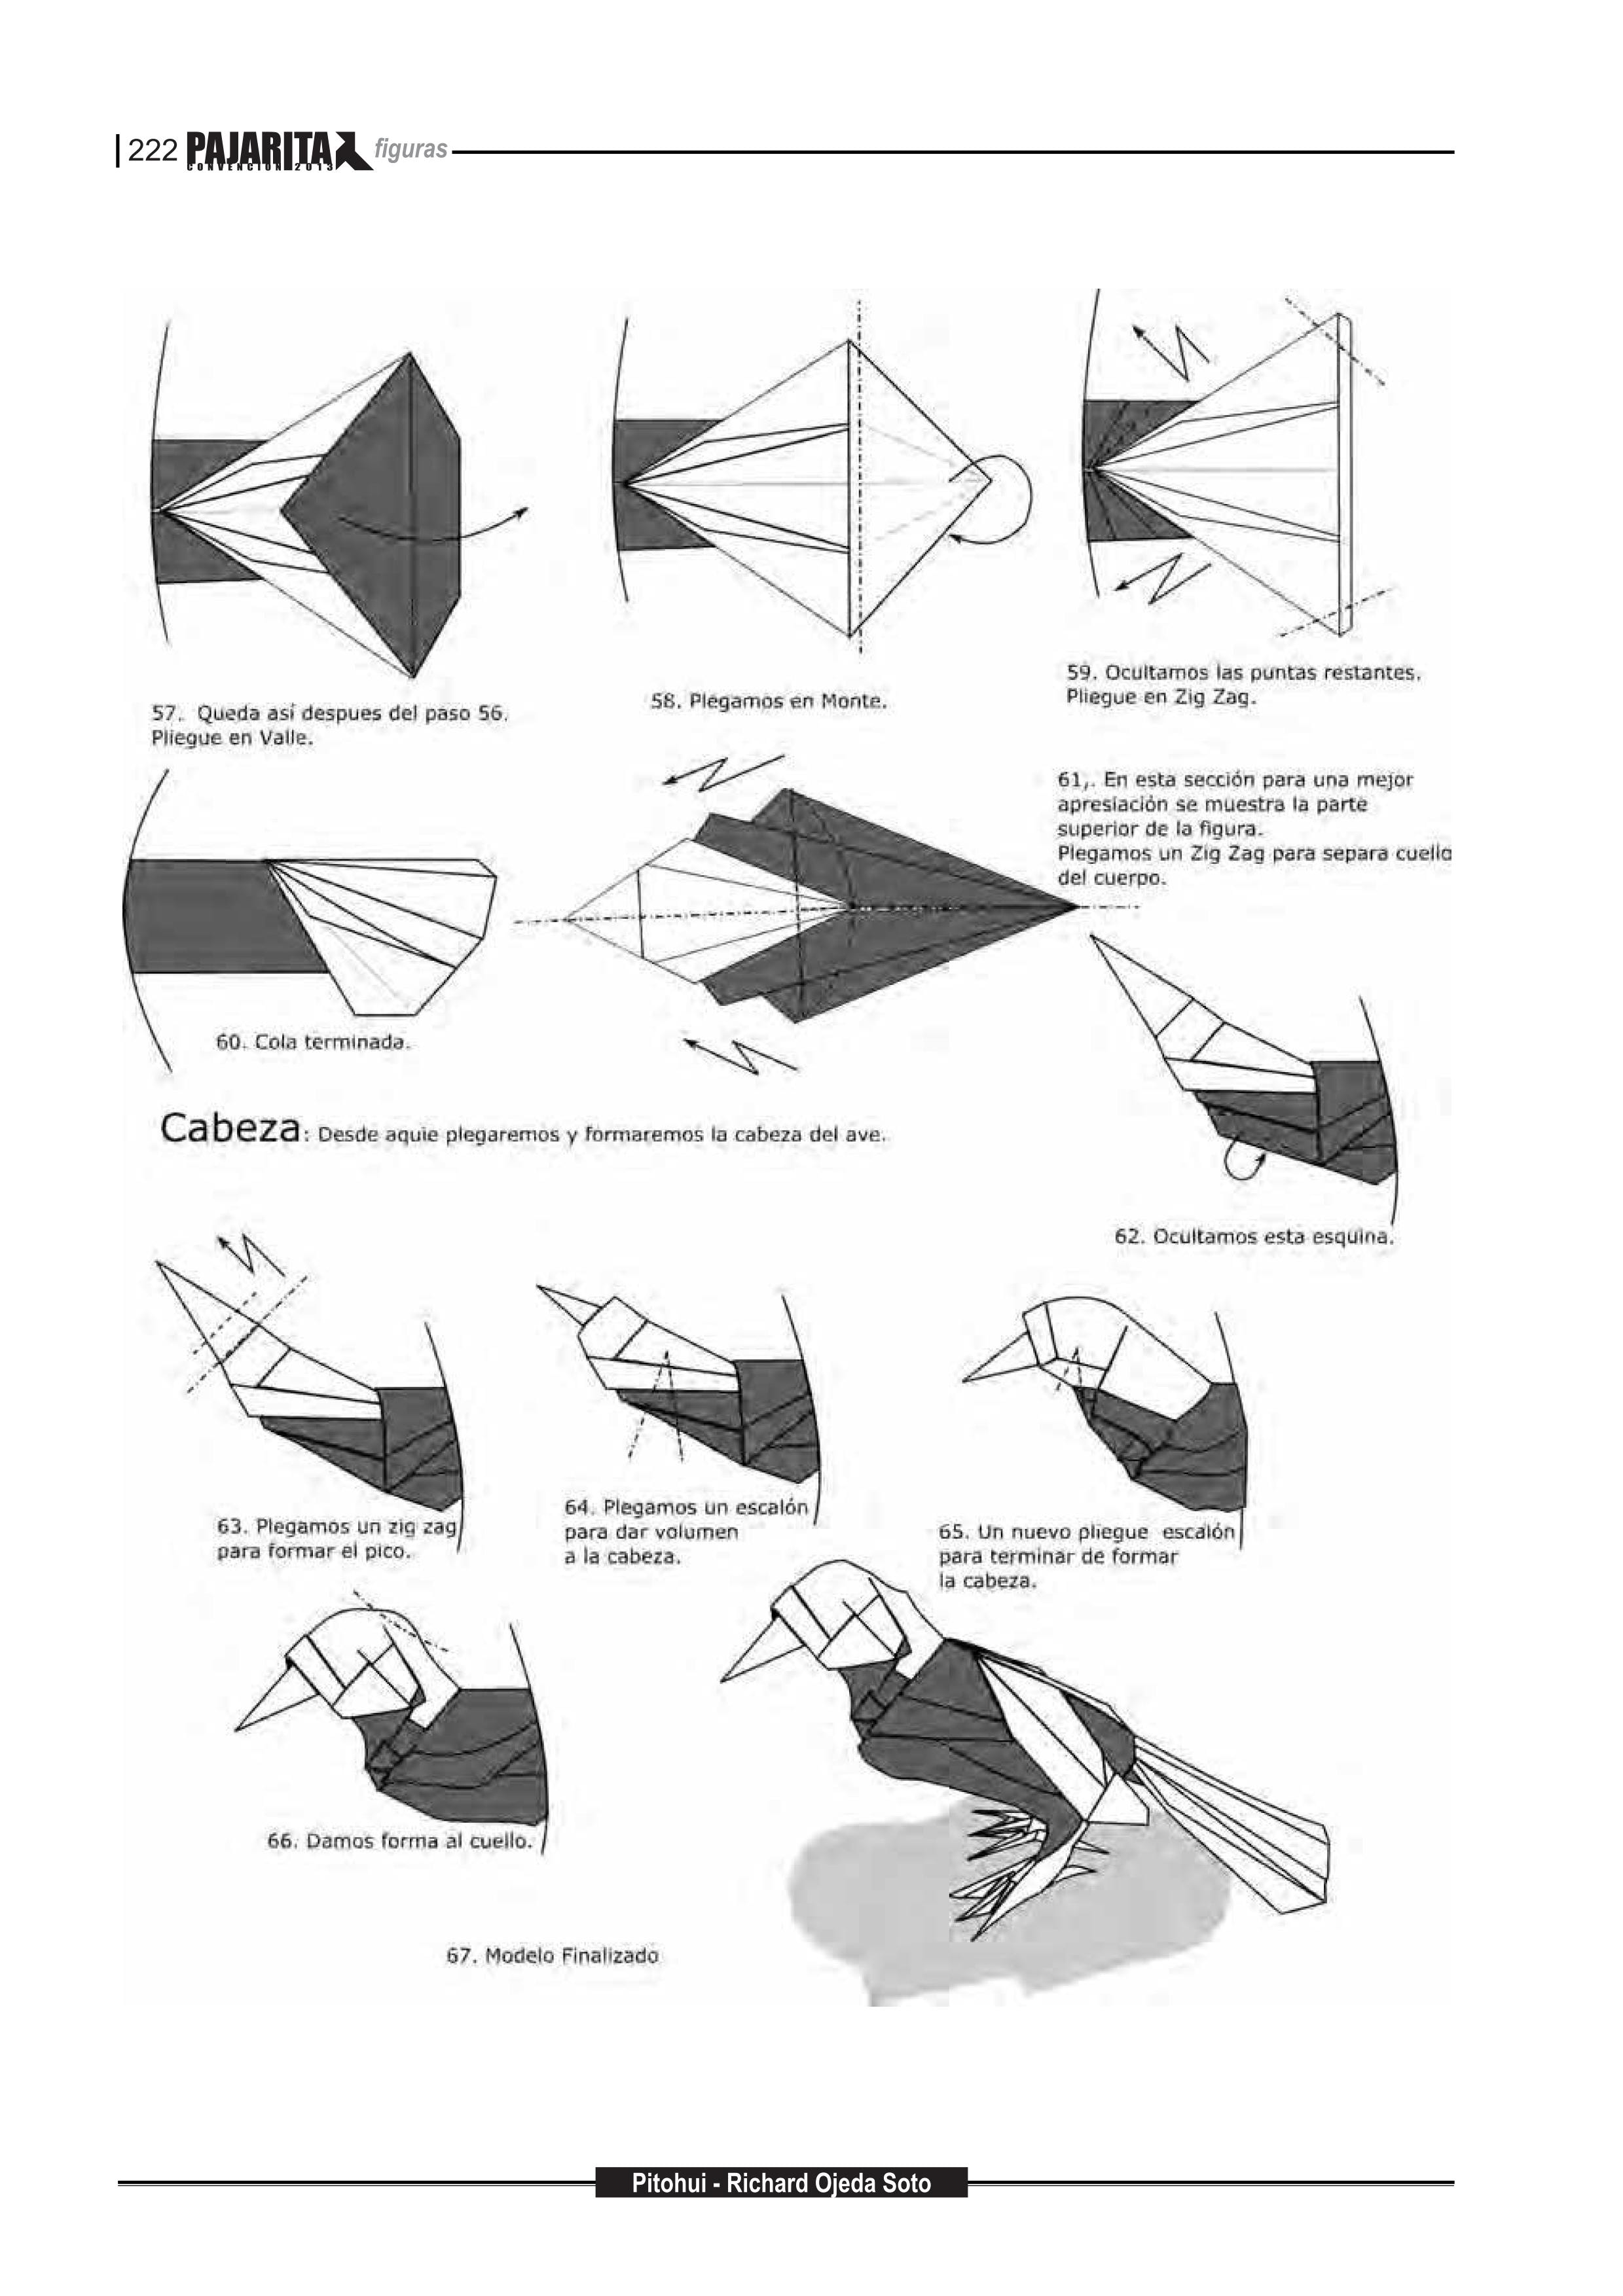 222 PAJARITA figuras
CONVENCION 2013
57. Queda así despues del paso 56.
Pliegue en Valle.
58. Plegamos en Monte.
59. Ocultamos las puntas restantes.
Pliegue en Zig Zag.
60. Cola terminada.
61,. En esta sección para una mejor
apresiación se muestra la parte
superior de la figura.
Plegamos un Zig Zag para separa cuello
del cuerpo.
Cabeza: Desde aquie plegaremos y formaremos la cabeza del ave.
62. Ocultamos esta esquina.
63. Plegamos un zig zag
para formar el pico.
64. Plegamos un escalón
para dar volumen
a la cabeza.
65. Un nuevo pliegue escalón
para terminar de formar
la cabeza.
66. Damos forma al cuello.
67. Modelo Finalizado
Pitohui - Richard Ojeda Soto